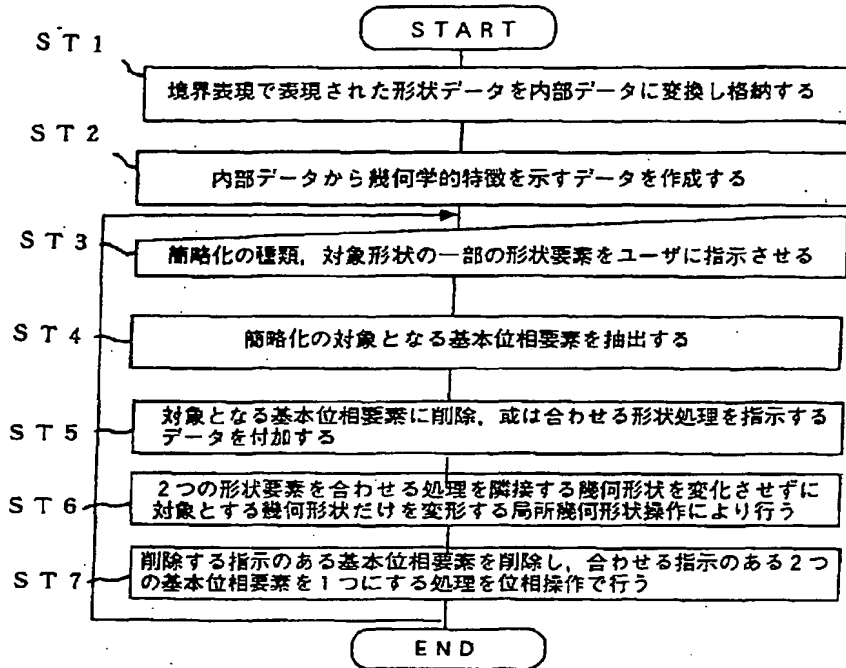 START
ST1
境界表現で表現された形状データを内部データに変換し格納する
ST2
内部データから幾何学的特徴を示すデータを作成する
ST3
簡略化の種類，対象形状の一部の形状要素をユーザに指示させる
ST4
簡略化の対象となる基本位相要素を抽出する
ST5
対象となる基本位相要素に削除，或は合わせる形状処理を指示する
データを付加する
ST6
2つの形状要素を合わせる処理を隣接する幾何形状を変化させずに
対象とする幾何形状だけを変形する局所幾何形状操作により行う
ST7
削除する指示のある基本位相要素を削除し，合わせる指示のある2つ
の基本位相要素を1つにする処理を位相操作で行う
END